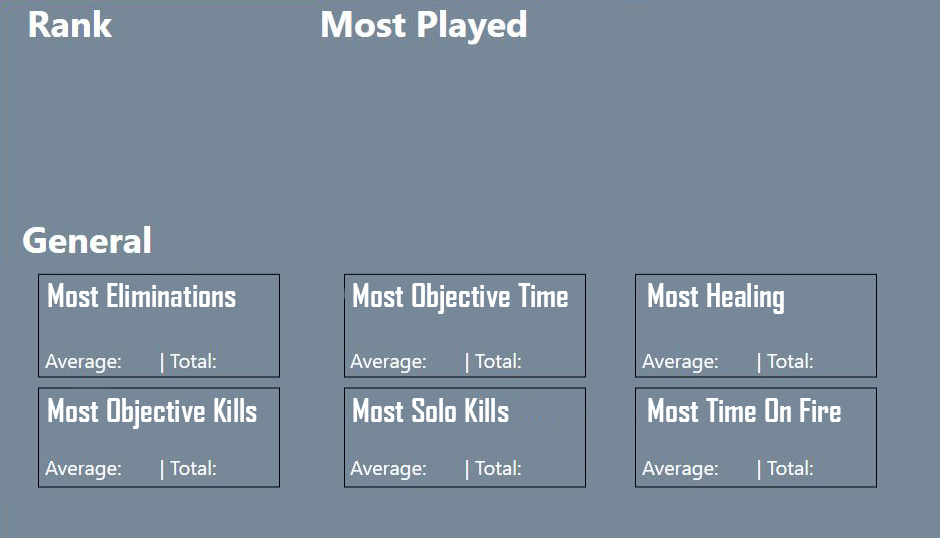 Rank
Most Played
General
Most Eliminations
Average: | Total:
Most Objective Time
Average: | Total:
Most Healing
Average: | Total:
Most Objective Kills
Average: | Total:
Most Solo Kills
Average: | Total:
Most Time On Fire
Average: | Total: